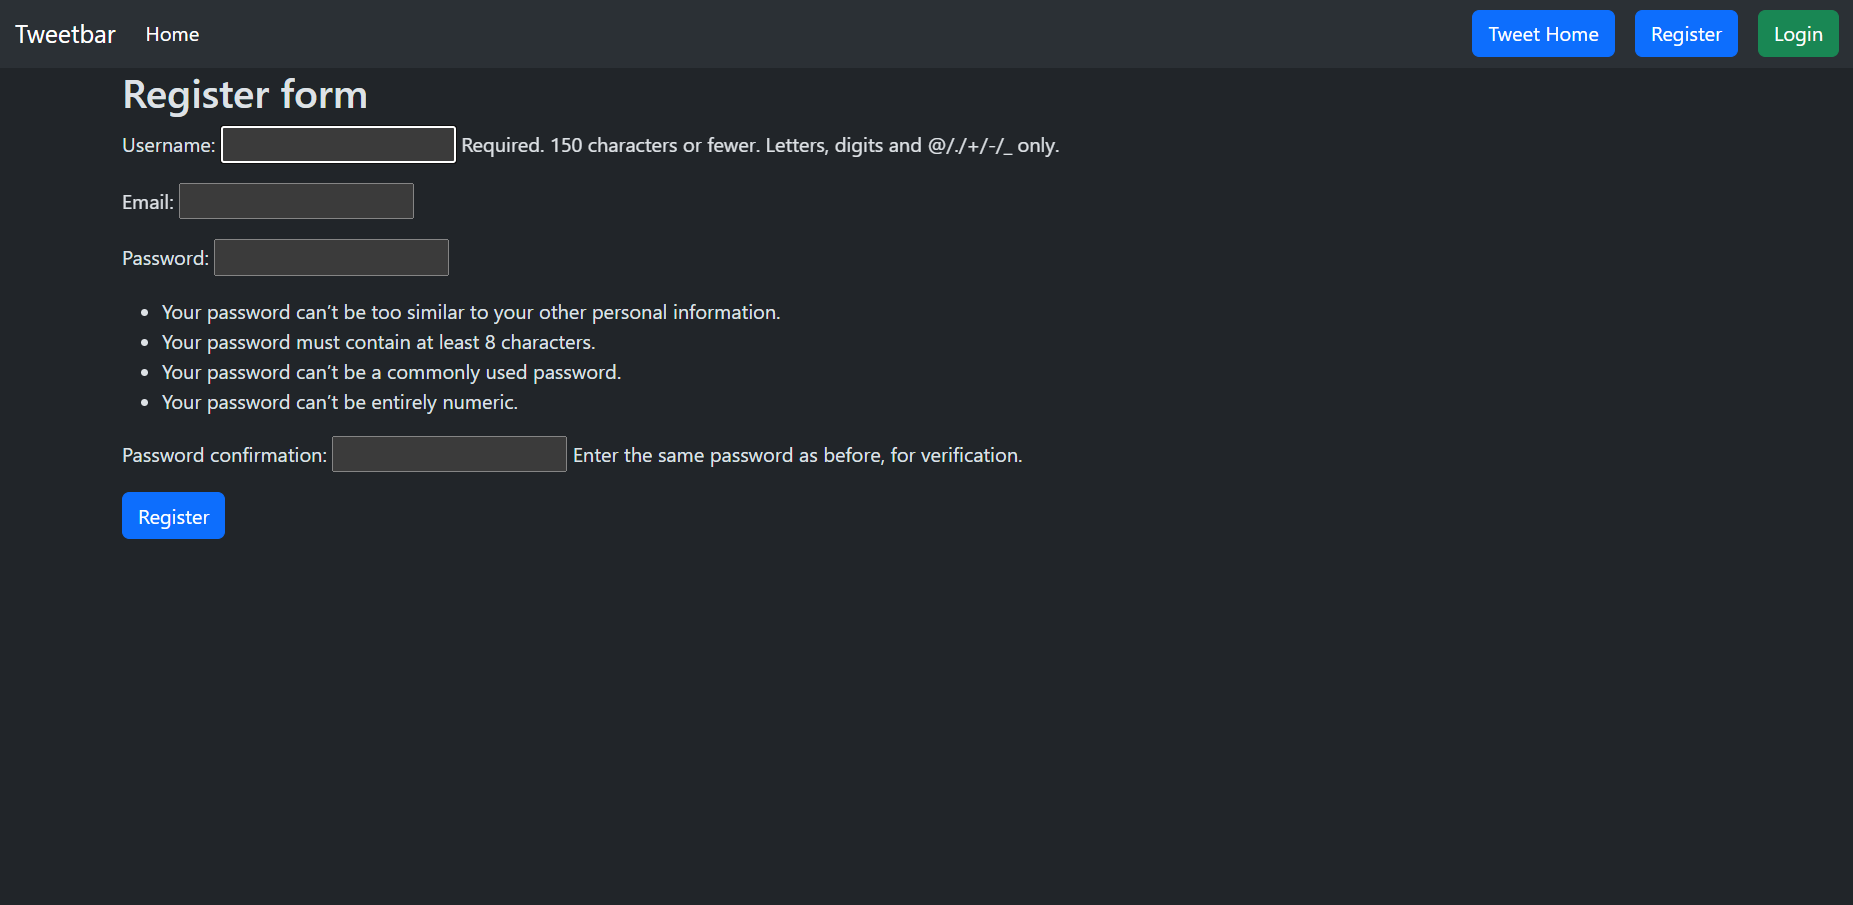 Tweetbar Home Tweet Home Register Login
Register form
Username: Required. 150 characters or fewer. Letters, digits and @/./+/-/_ only.
Email:
Password:
• Your password can’t be too similar to your other personal information.
• Your password must contain at least 8 characters.
• Your password can’t be a commonly used password.
• Your password can’t be entirely numeric.
Password confirmation: Enter the same password as before, for verification.
Register